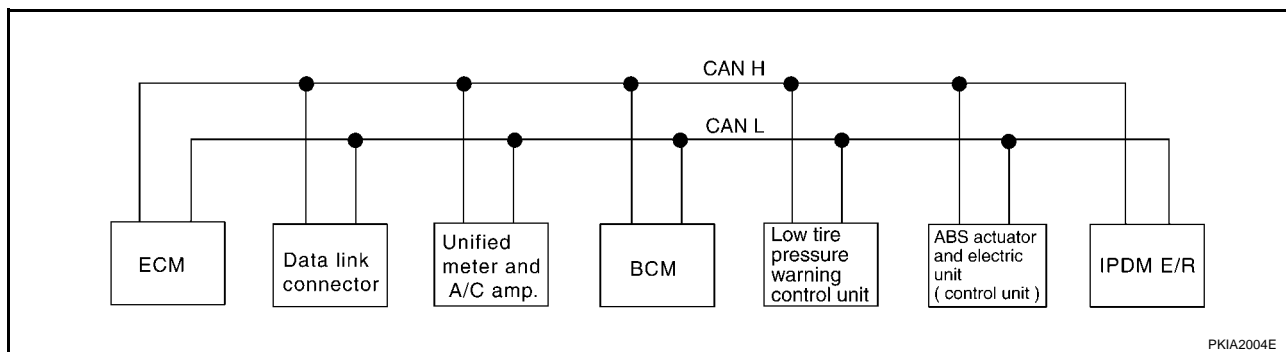 CAN H
CAN L
ECM
Data link
connector
Unified
meter and
A/C amp.
BCM
Low tire
pressure
warning
control unit
ABS actuator
and electric
unit
( control unit )
IPDM E/R
PKIA2004E